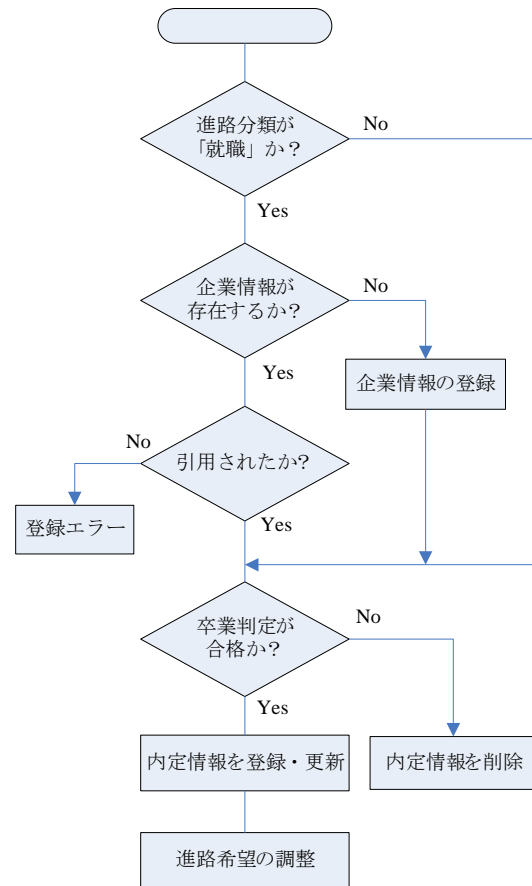 進路分類が
「就職」か？
No
Yes
企業情報が
存在するか?
No
Yes
企業情報の登録
引用されたか?
No
Yes
登録エラー
卒業判定が
合格か？
No
Yes
内定情報を登録・更新
内定情報を削除
進路希望の調整